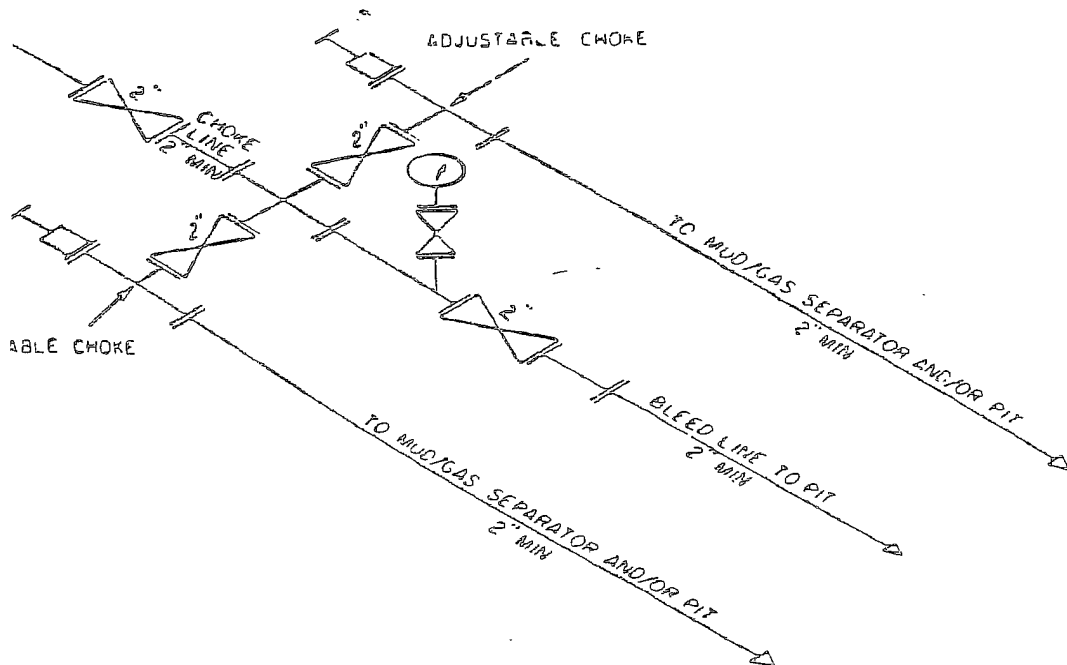 ADJUSTABLE CHOKE
2"
CHOKE
LINE
2" MIN
2"
2"
ABLE CHOKE
2"
TO MUD/GAS SEPARATOR AND/OR PIT
2" MIN
BLEED LINE TO PIT
2" MIN
TO MUD/GAS SEPARATOR AND/OR PIT
2" MIN